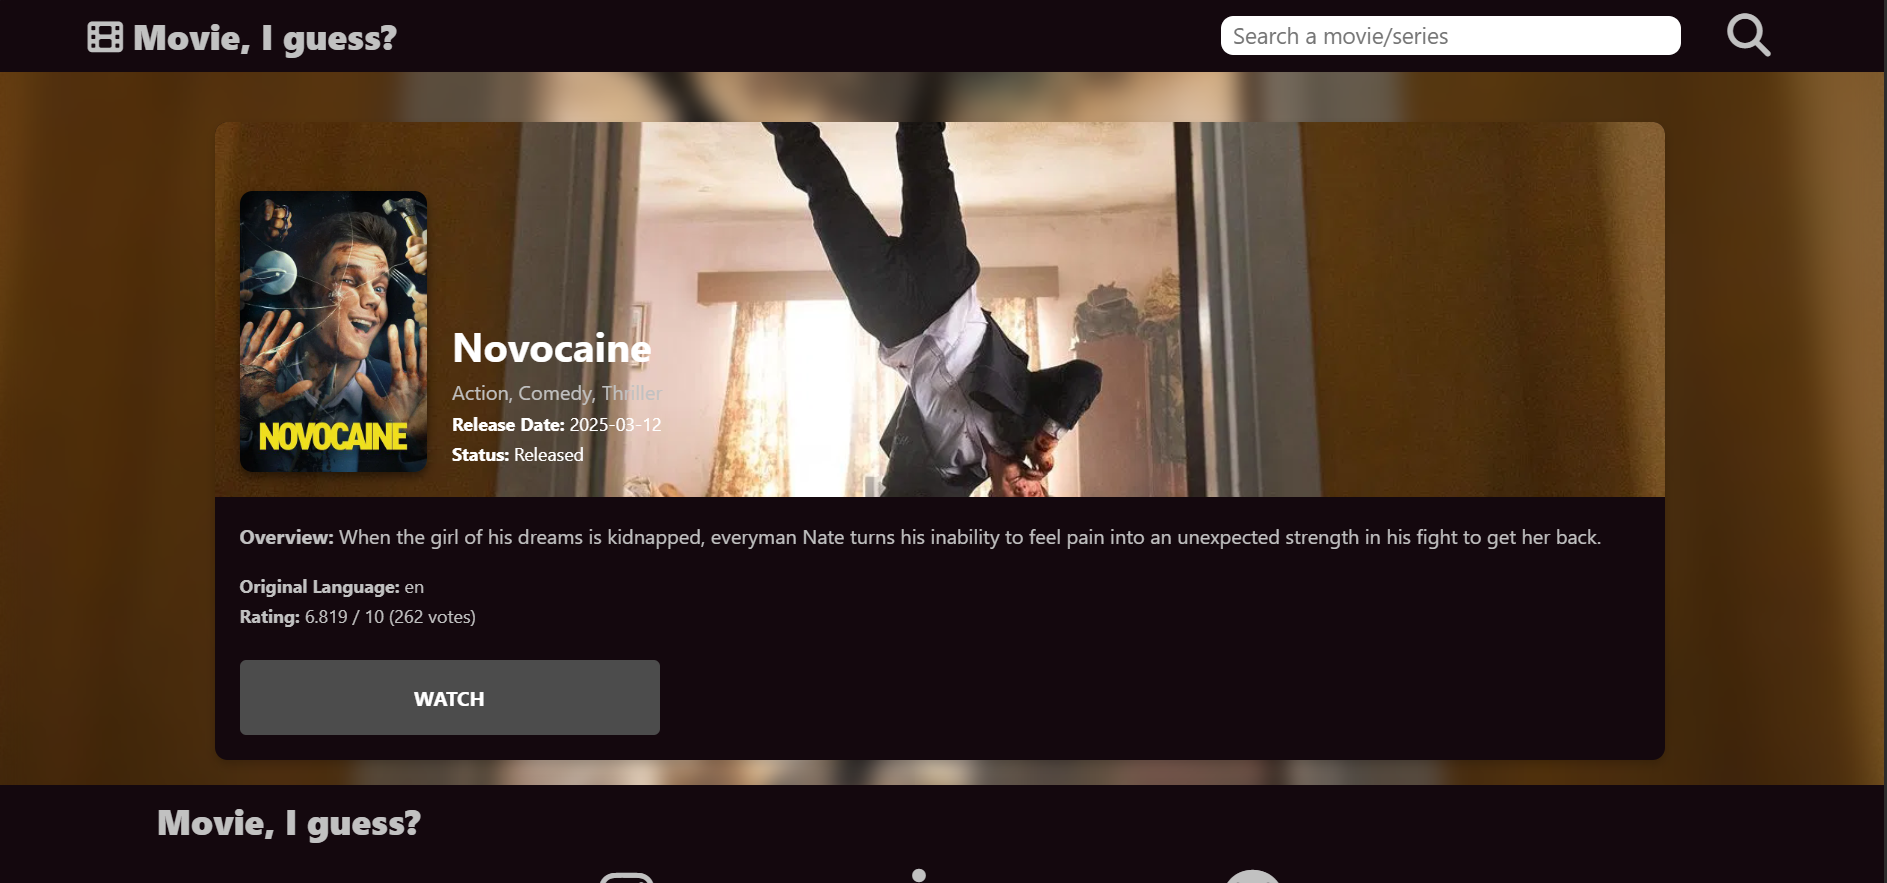 Movie, I guess?
Search a movie/series
NOVOCAINE
Novocaine
Action, Comedy, Thriller
Release Date: 2025-03-12
Status: Released
Overview: When the girl of his dreams is kidnapped, everyman Nate turns his inability to feel pain into an unexpected strength in his fight to get her back.
Original Language: en
Rating: 6.819 / 10 (262 votes)
WATCH
Movie, I guess?